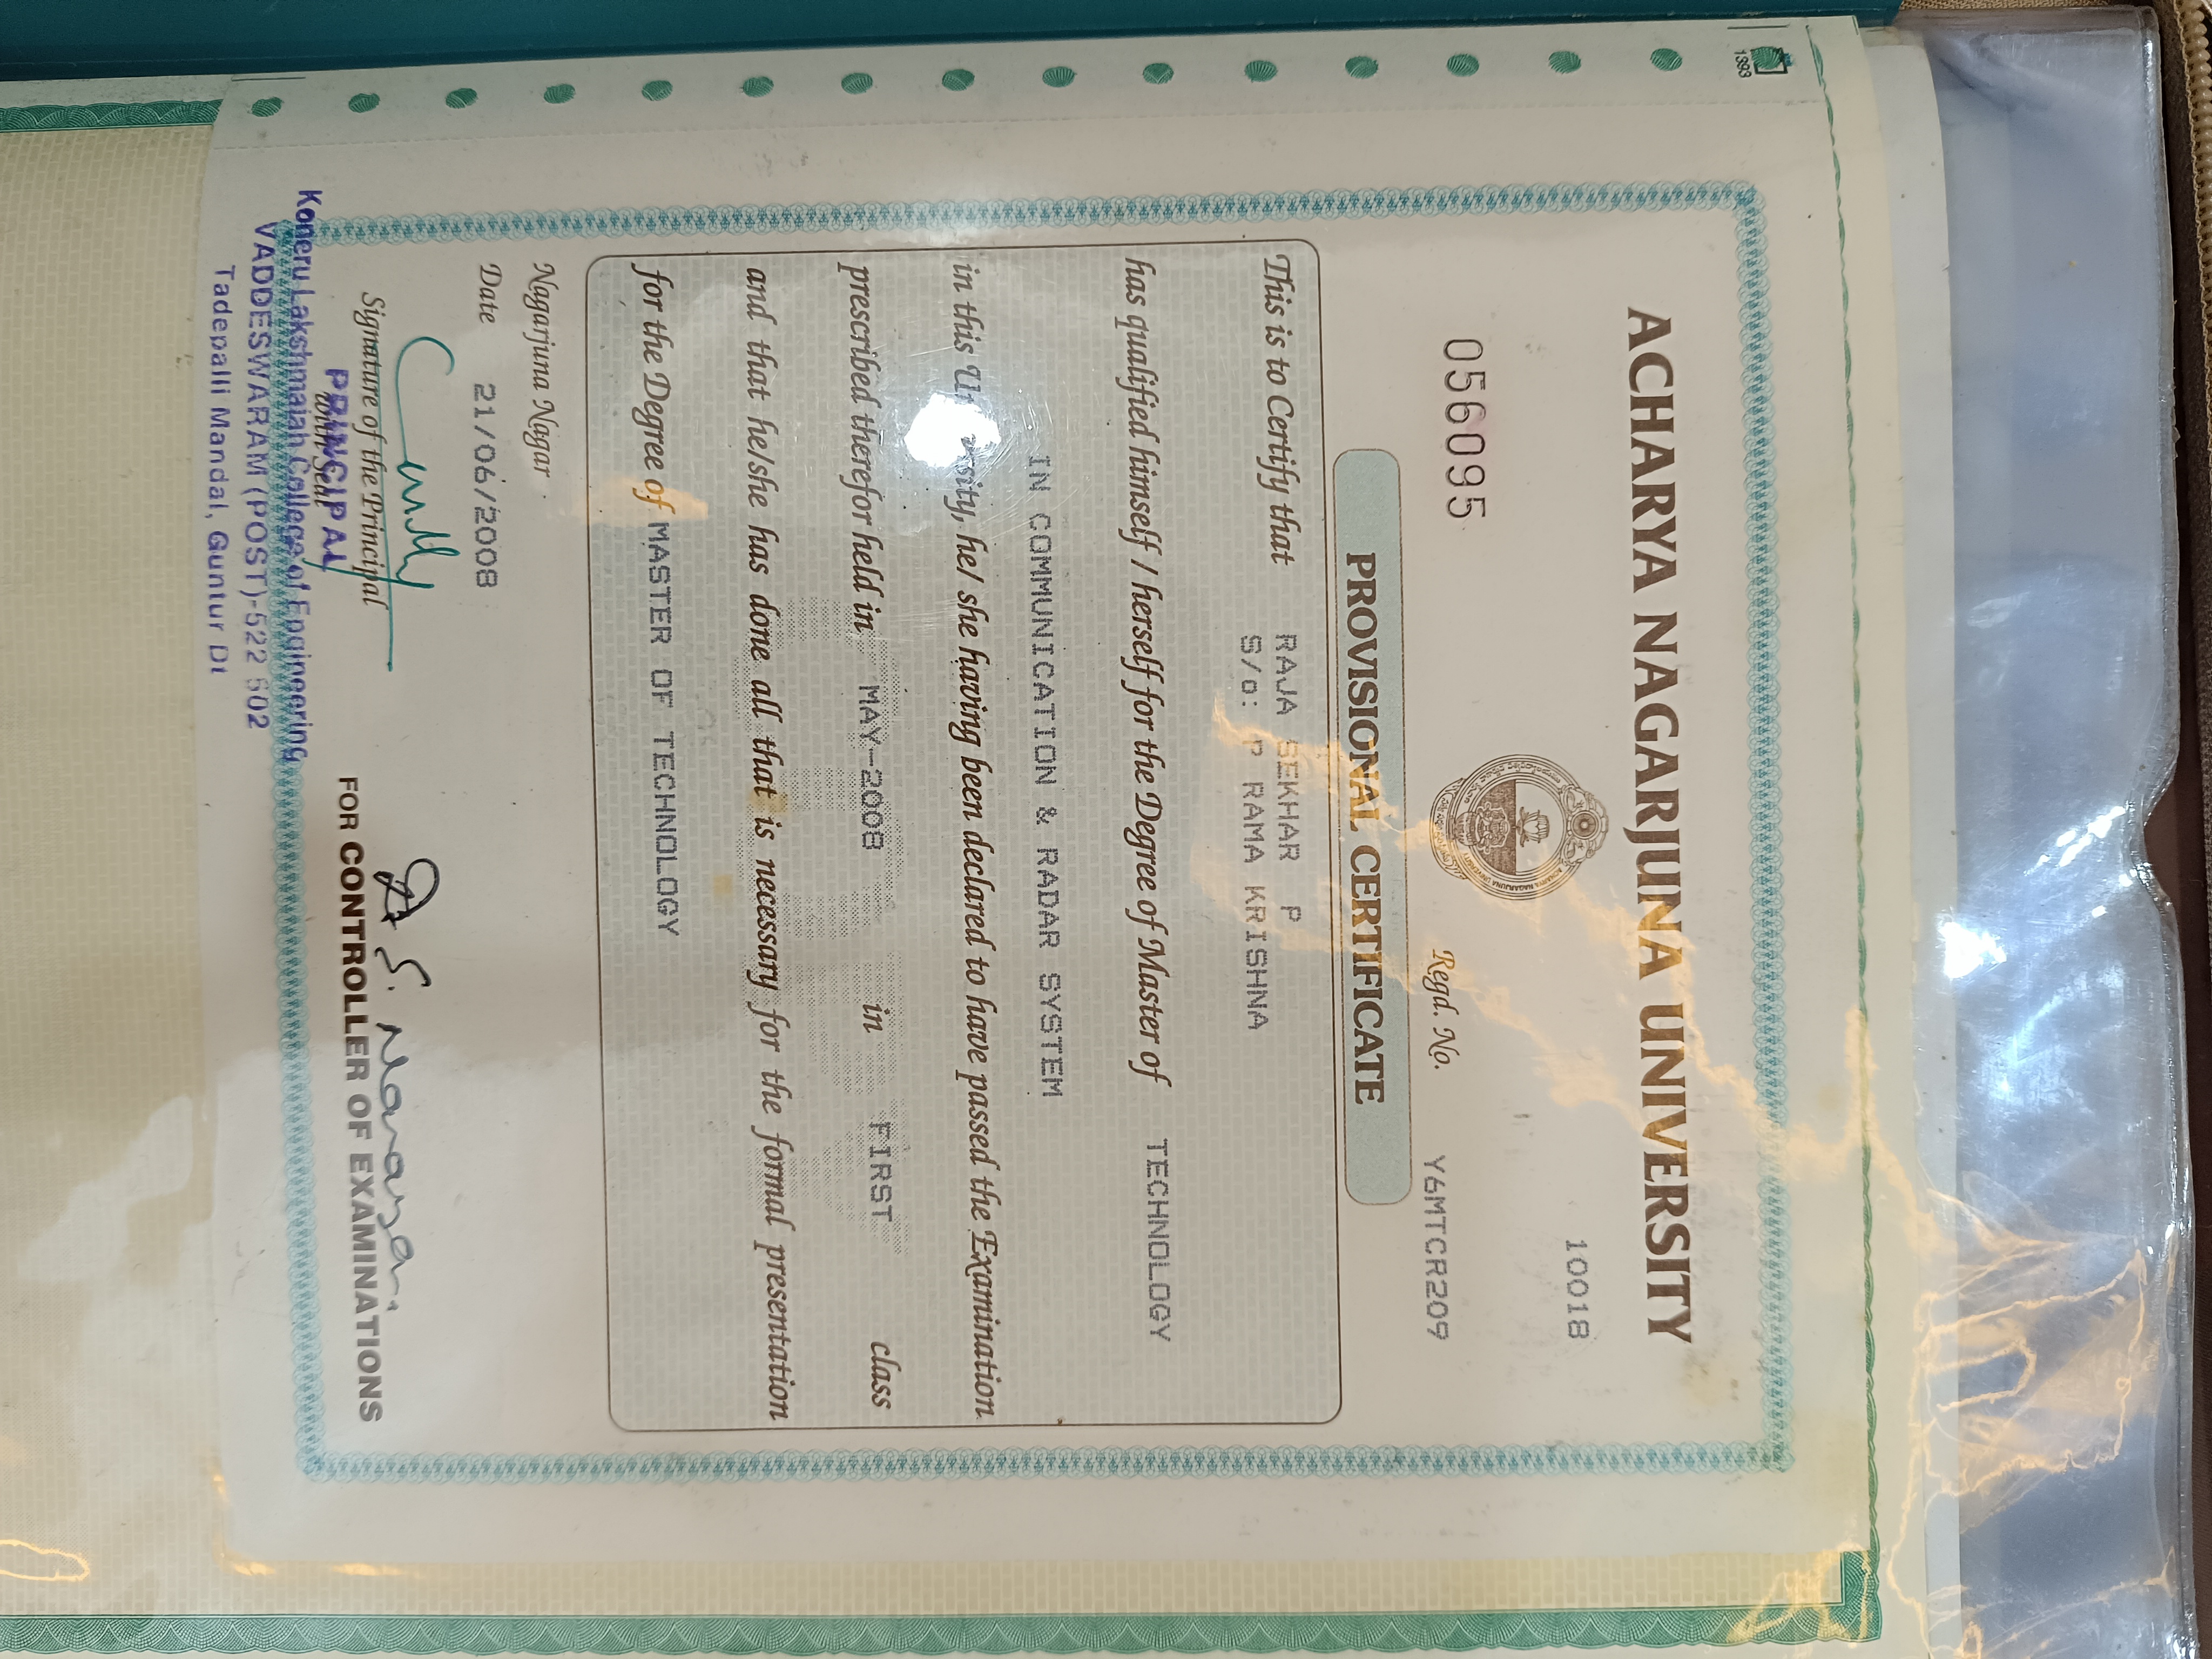 1393
ACHARYA NAGARJUNA UNIVERSITY
10018
056095
Regd. No. Y6MTCR209
PROVISIONAL CERTIFICATE
This is to Certify that RAJA SEKHAR P
S/o: P RAMA KRISHNA
has qualified himself / herself for the Degree of Master of TECHNOLOGY
IN COMMUNICATION & RADAR SYSTEM
in this he/ she having been declared to have passed the Examination
prescribed therefor held in MAY-2008 in FIRST class
and that he/she has done all that is necessary for the formal presentation
for the Degree of MASTER OF TECHNOLOGY
Nagarjuna Nagar
Date 21/06/2008
Signature of the Principal
with Seal
PRINCIPAL
Koneru Lakshmaiah College of Engineering
VADDESWARAM (POST)-522 502
Tadepalli Mandal, Guntur Dt
FOR CONTROLLER OF EXAMINATIONS